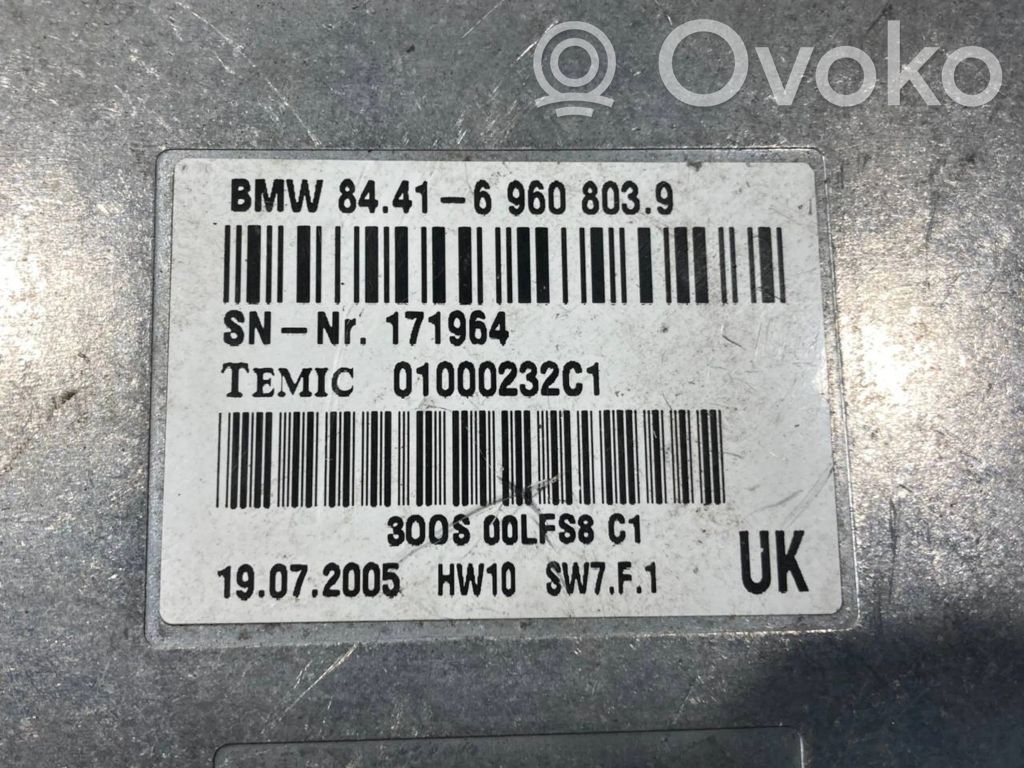 Ovoko
BMW 84.41-6 960 803.9
SN-Nr. 171964
TEMIC 01000232C1
300S 00LFS8 C1
19.07.2005 HW10 SW7.F.1 UK